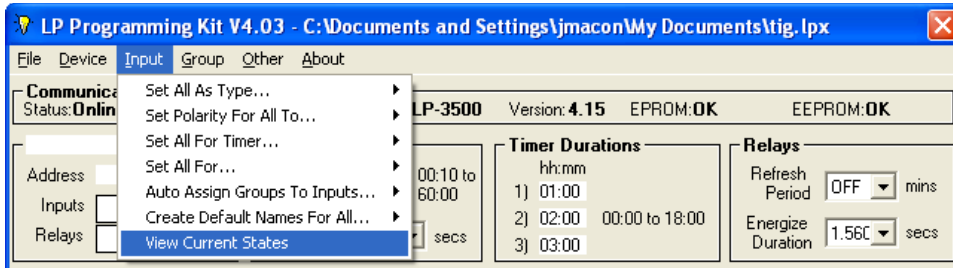 LP Programming Kit V4.03 - C:\Documents and Settings\jmacon\My Documents\tig.lpx
File Device Input Group Other About
Set All As Type...
Set Polarity For All To...
Set All For Timer...
Set All For...
Auto Assign Groups To Inputs...
Create Default Names For All...
View Current States
Communica
Status:Onlin LP-3500 Version: 4.15 EPROM:OK EEPROM:OK
Address
Inputs
Relays
00:10 to
60:00
secs
Timer Durations
hh:mm
1) 01:00
2) 02:00 00:00 to 18:00
3) 03:00
Relays
Refresh
Period OFF mins
Energize
Duration 1.560 secs